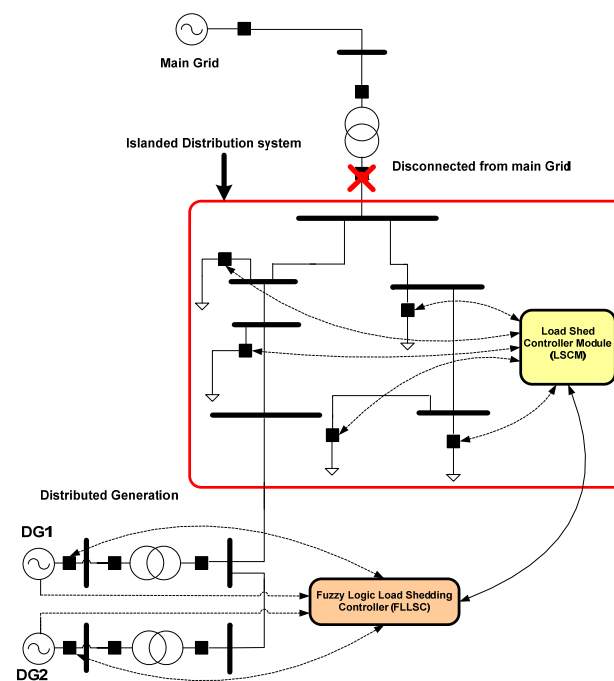 Main Grid
Islanded Distribution system
Disconnected from main Grid
Load Shed
Controller Module
(LSCM)
Distributed Generation
DG1
Fuzzy Logic Load Shedding
Controller (FLLSC)
DG2